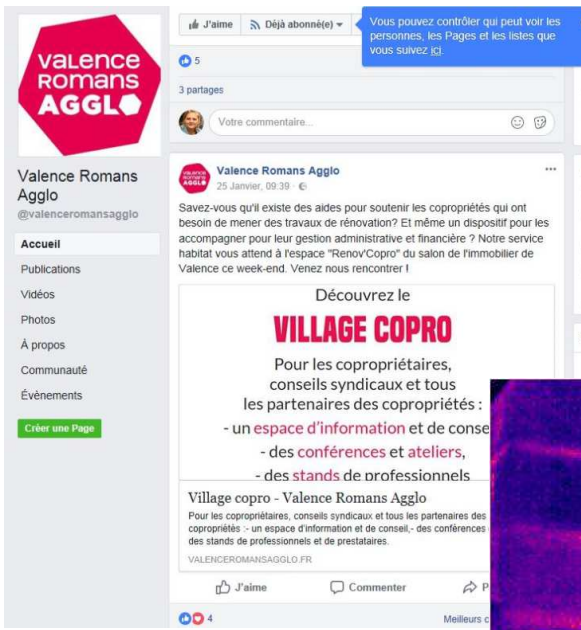 valence
Romans
AGGLO
Valence Romans
Agglo
@valenceromansagglo
Accueil
Publications
Vidéos
Photos
À propos
Communauté
Évènements
Créer une Page
J'aime
Déjà abonné(e)
Vous pouvez contrôler qui peut voir les
personnes, les Pages et les listes que
vous suivez ici.
5
3 partages
Votre commentaire...
Valence Romans Agglo
25 Janvier, 09:39
Savez-vous qu'il existe des aides pour soutenir les copropriétés qui ont
besoin de mener des travaux de rénovation? Et même un dispositif pour les
accompagner pour leur gestion administrative et financière ? Notre service
habitat vous attend à l'espace "Renov'Copro" du salon de l'immobilier de
Valence ce week-end. Venez nous rencontrer !
Découvrez le
VILLAGE COPRO
Pour les copropriétaires,
conseils syndicaux et tous
les partenaires des copropriétés :
- un espace d'information et de conse
- des conférences et ateliers,
- des stands de professionnels
Village copro - Valence Romans Agglo
Pour les copropriétaires, conseils syndicaux et tous les partenaires des
copropriétés :- un espace d'information et de conseil,- des conférences
des stands de professionnels et de prestataires.
VALENCEROMANSAGGLO.FR
J'aime
Commenter
P
4
Meilleurs c